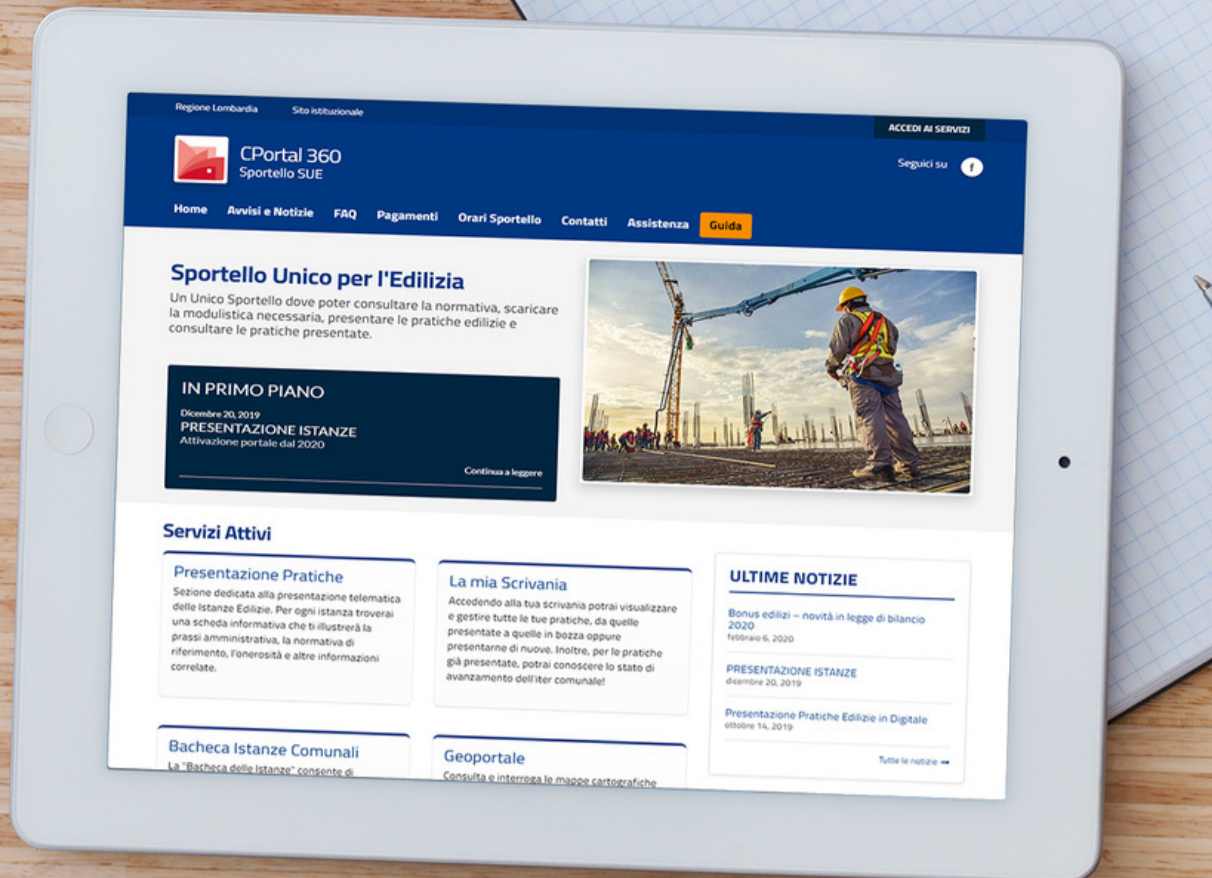 Regione Lombardia
Sito istituzionale
ACCEDI AI SERVIZI
CPortal 360
Sportello SUE
Seguici su
f
Home
Avvisi e Notizie
FAQ
Pagamenti
Orari Sportello
Contatti
Assistenza
Guida
Sportello Unico per l'Edilizia
Un Unico Sportello dove poter consultare la normativa, scaricare
la modulistica necessaria, presentare le pratiche edilizie e
consultare le pratiche presentate.
IN PRIMO PIANO
Dicembre 20, 2019
PRESENTAZIONE ISTANZE
Attivazione portale dal 2020
Continua a leggere
Servizi Attivi
Presentazione Pratiche
Sezione dedicata alla presentazione telematica
delle Istanze Edilizie. Per ogni istanza troverai
una scheda informativa che ti illustrerà la
prassi amministrativa, la normativa di
riferimento, l'onerosità e altre informazioni
correlate.
La mia Scrivania
Accedendo alla tua scrivania potrai visualizzare
e gestire tutte le tue pratiche, da quelle
presentate a quelle in bozza oppure
presentarne di nuove. Inoltre, per le pratiche
già presentate, potrai conoscere lo stato di
avanzamento dell'iter comunale!
ULTIME NOTIZIE
Bonus edilizi – novità in legge di bilancio
2020
febbraio 6, 2020
PRESENTAZIONE ISTANZE
dicembre 20, 2019
Presentazione Pratiche Edilizie in Digitale
ottobre 14, 2019
Tutte le notizie ➞
Bacheca Istanze Comunali
La "Bacheca delle Istanze" consente di
Geoportale
Consulta e interroga le mappe cartografiche